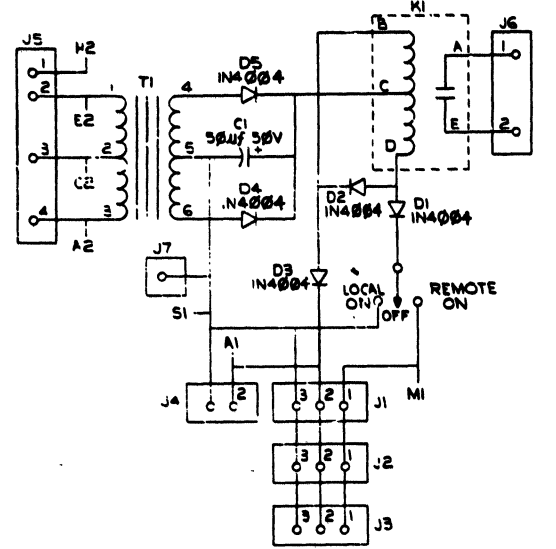 K1
J5
J6
H2
B
1
A
1
D5
1N4004
T1
4
2
1
C
E2
C1
50uf 50V
+
E
2
3
2
5
D
C2
D4
1N4004
D2
1N4004
D1
1N4004
4
3
6
A2
J7
D3
1N4004
LOCAL
ON
OFF
REMOTE
ON
S1
A1
M1
J4
2
3
2
1
J1
3
2
1
J2
3
2
1
J3